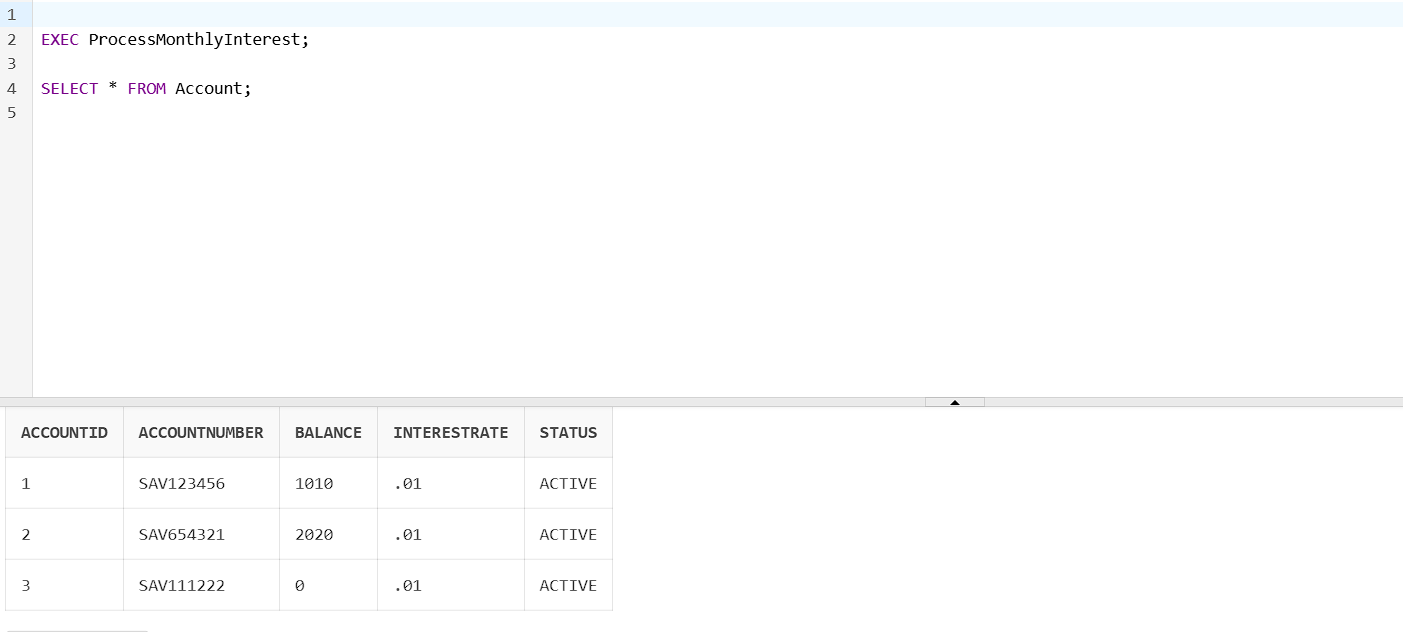 1
2 EXEC ProcessMonthlyInterest;
3
4 SELECT * FROM Account;
5
ACCOUNTID ACCOUNTNUMBER BALANCE INTERESTRATE STATUS
1 SAV123456 1010 .01 ACTIVE
2 SAV654321 2020 .01 ACTIVE
3 SAV111222 0 .01 ACTIVE